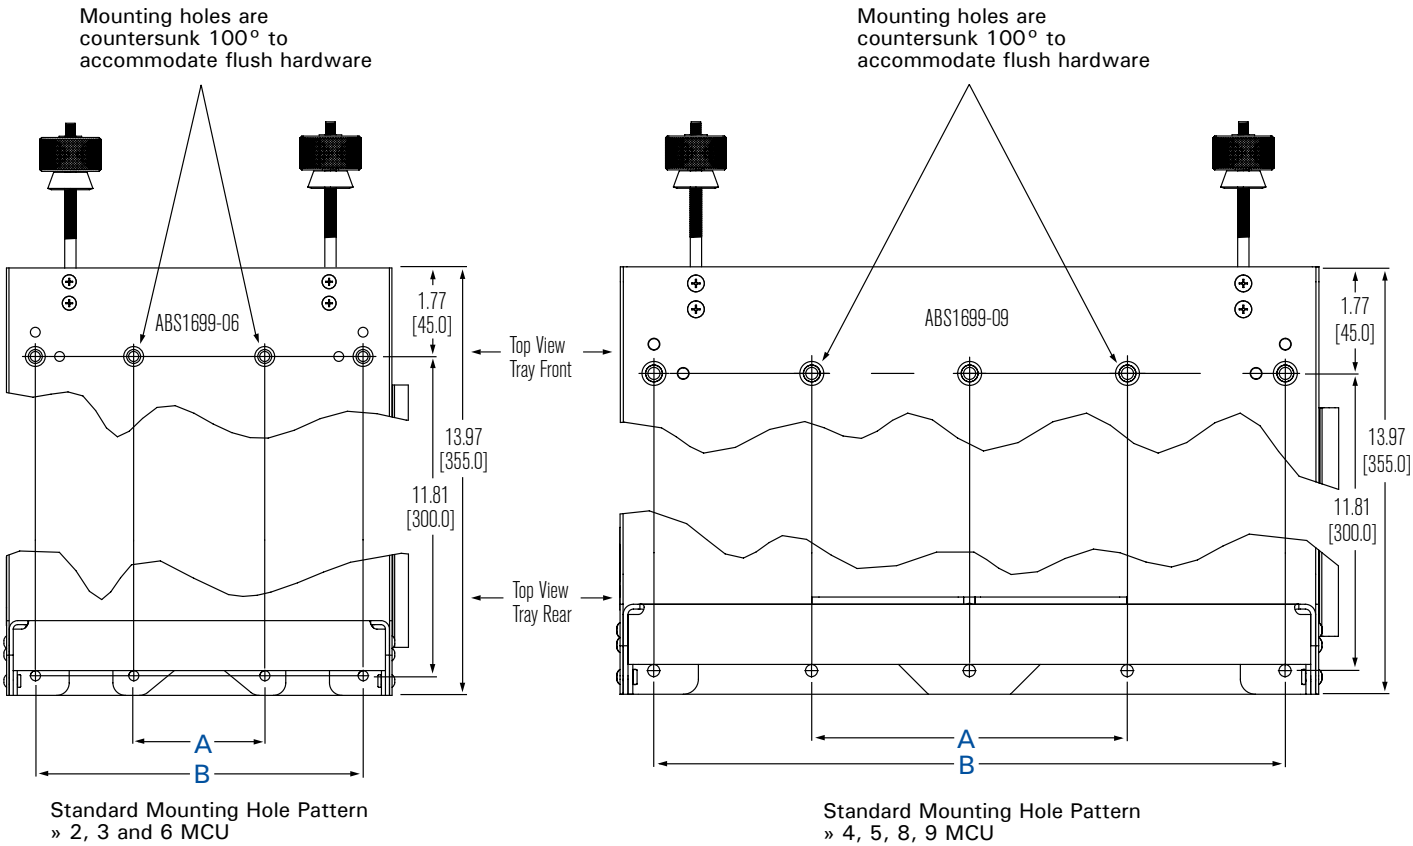 Mounting holes are
countersunk 100º to
accommodate flush hardware
Mounting holes are
countersunk 100º to
accommodate flush hardware
ABS1699-06
1.77
[45.0]
13.97
[355.0]
11.81
[300.0]
Top View
Tray Front
Top View
Tray Rear
ABS1699-09
1.77
[45.0]
13.97
[355.0]
11.81
[300.0]
A
B
A
B
Standard Mounting Hole Pattern
» 2, 3 and 6 MCU
Standard Mounting Hole Pattern
» 4, 5, 8, 9 MCU